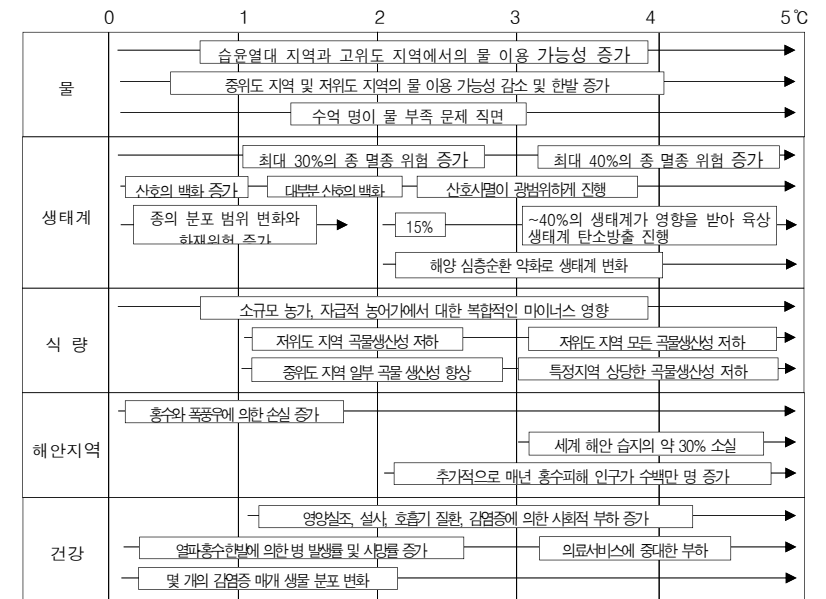 0 1 2 3 4 5℃
물
습윤열대 지역과 고위도 지역에서의 물 이용 가능성 증가
중위도 지역 및 저위도 지역의 물 이용 가능성 감소 및 한발 증가
수억 명이 물 부족 문제 직면
생태계
최대 30%의 종 멸종 위험 증가
최대 40%의 종 멸종 위험 증가
산호의 백화 증가
대부분 산호의 백화
산호사멸이 광범위하게 진행
종의 분포 범위 변화와
화재위험 증가
15%
~40%의 생태계가 영향을 받아 육상
생태계 탄소방출 진행
해양 심층순환 악화로 생태계 변화
식 량
소규모 농가, 자급적 농어가에서 대한 복합적인 마이너스 영향
저위도 지역 곡물생산성 저하
저위도 지역 모든 곡물생산성 저하
중위도 지역 일부 곡물 생산성 향상
특정지역 상당한 곡물생산성 저하
해안지역
홍수와 폭풍우에 의한 손실 증가
세계 해안 습지의 약 30% 소실
추가적으로 매년 홍수피해 인구가 수백만 명 증가
건강
영양실조, 설사, 호흡기 질환, 감염증에 의한 사회적 부하 증가
열파홍수한발에 의한 병 발생률 및 사망률 증가
의료서비스에 중대한 부하
몇 개의 감염증 매개 생물 분포 변화